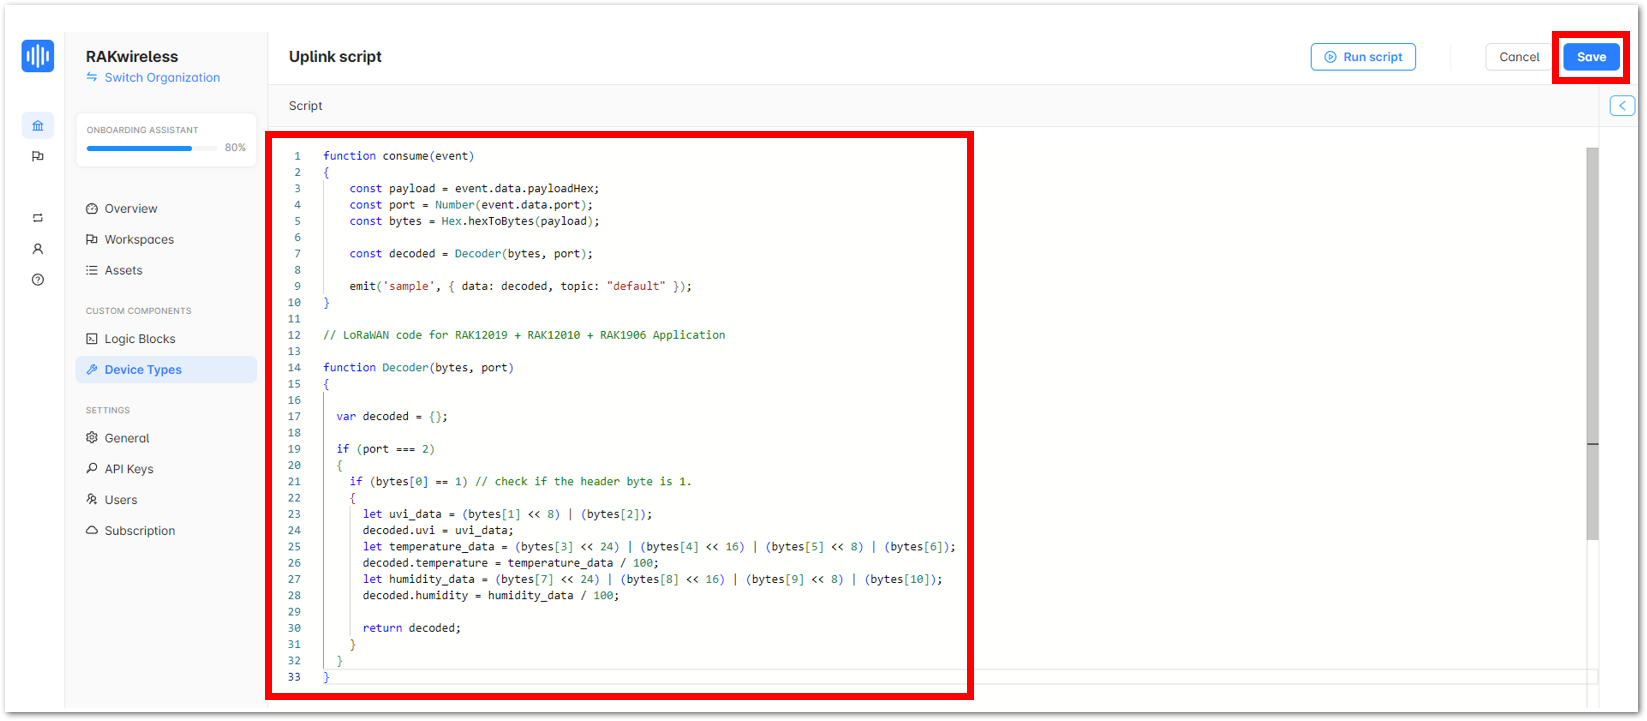 RAKwireless
Switch Organization
Uplink script
Run script
Cancel
Save
Script
ONBOARDING ASSISTANT
80%
Overview
Workspaces
Assets
CUSTOM COMPONENTS
Logic Blocks
Device Types
SETTINGS
General
API Keys
Users
Subscription
1 function consume(event)
2 {
3 const payload = event.data.payloadHex;
4 const port = Number(event.data.port);
5 const bytes = Hex.hexToBytes(payload);
6
7 const decoded = Decoder(bytes, port);
8
9 emit('sample', { data: decoded, topic: "default" });
10 }
11
12 // LoRaWAN code for RAK12019 + RAK12010 + RAK1906 Application
13
14 function Decoder(bytes, port)
15 {
16
17 var decoded = {};
18
19 if (port === 2)
20 {
21 if (bytes[0] == 1) // check if the header byte is 1.
22 {
23 let uvi_data = (bytes[1] << 8) | (bytes[2]);
24 decoded.uvi = uvi_data;
25 let temperature_data = (bytes[3] << 24) | (bytes[4] << 16) | (bytes[5] << 8) | (bytes[6]);
26 decoded.temperature = temperature_data / 100;
27 let humidity_data = (bytes[7] << 24) | (bytes[8] << 16) | (bytes[9] << 8) | (bytes[10]);
28 decoded.humidity = humidity_data / 100;
29
30 return decoded;
31 }
32 }
33 }